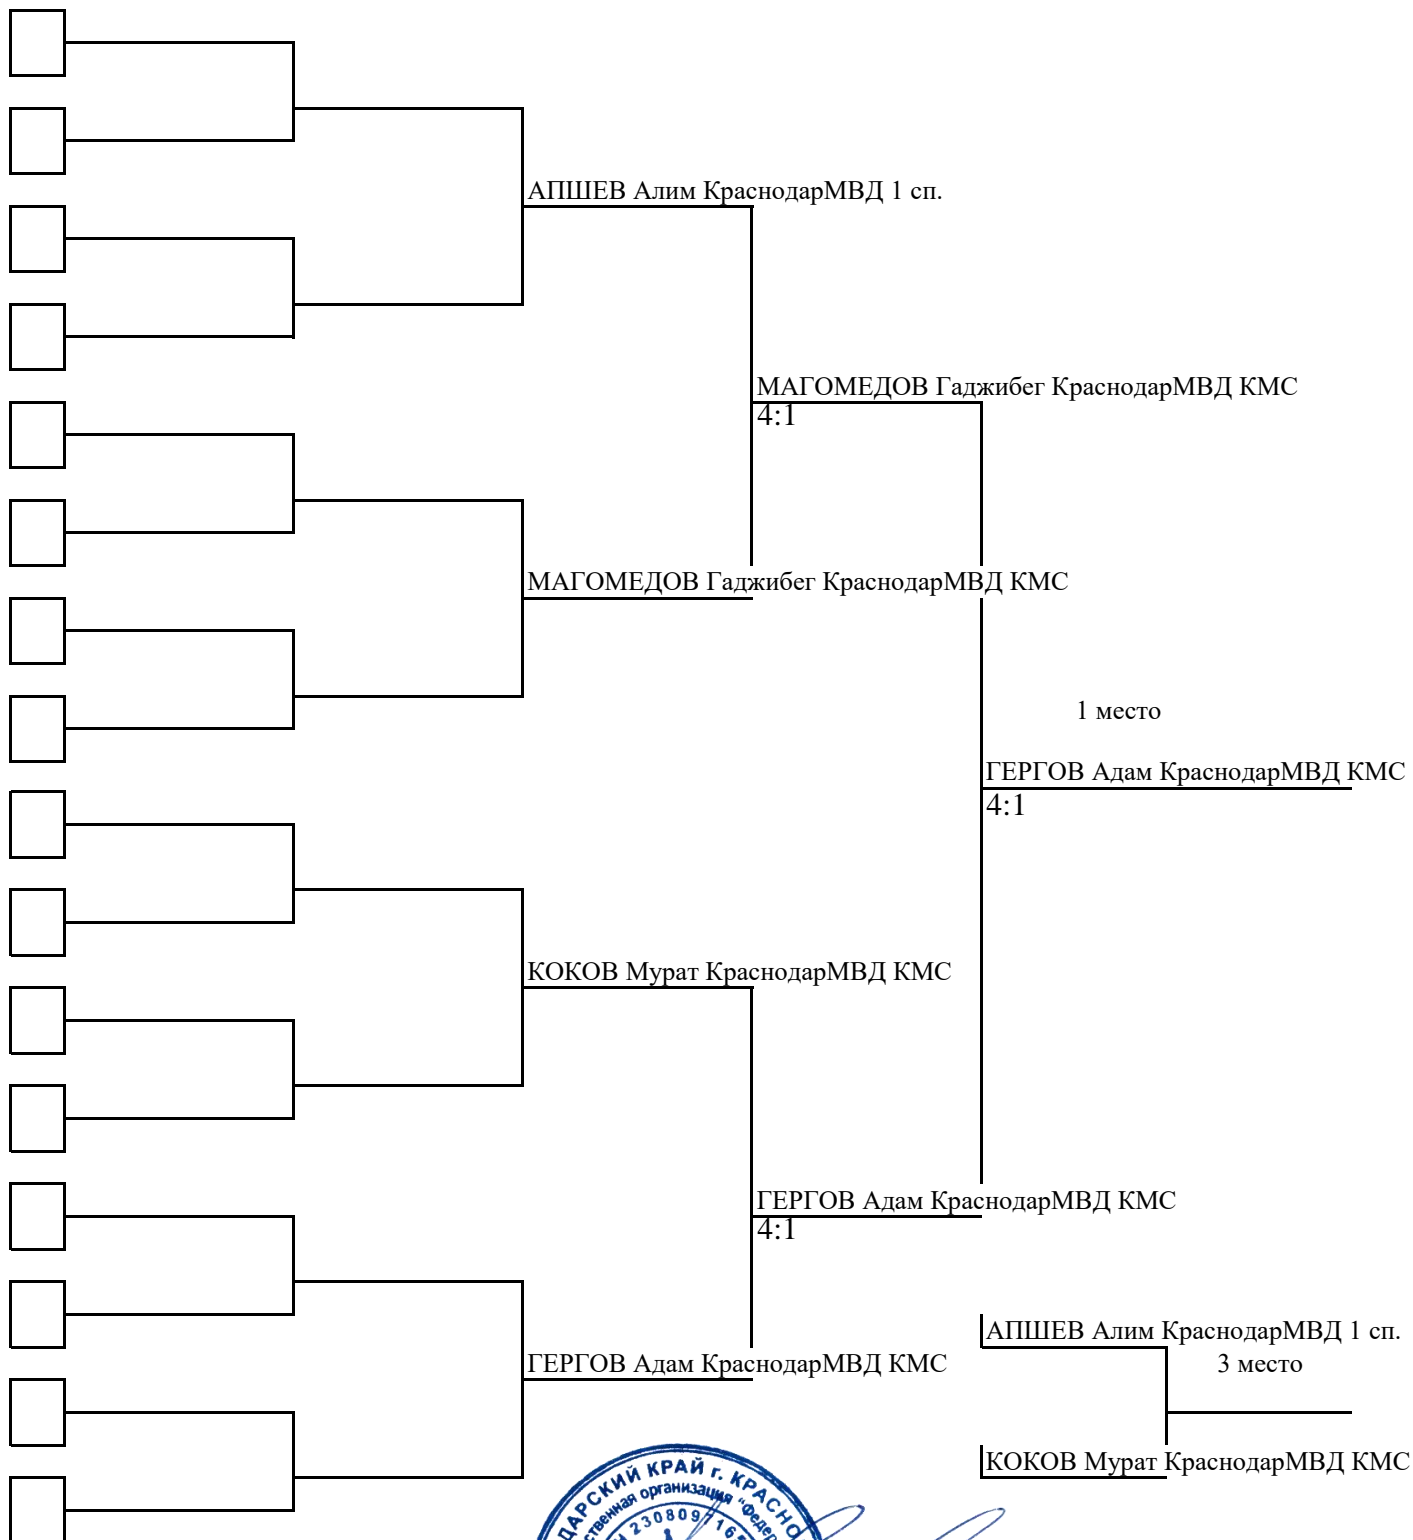 АПШЕВ Алим КраснодарМВД 1 сп.
МАГОМЕДОВ Гаджибег КраснодарМВД КМС
4:1
МАГОМЕДОВ Гаджибег КраснодарМВД КМС
1 место
ГЕРГОВ Адам КраснодарМВД КМС
4:1
КОКОВ Мурат КраснодарМВД КМС
ГЕРГОВ Адам КраснодарМВД КМС
4:1
АПШЕВ Алим КраснодарМВД 1 сп.
ГЕРГОВ Адам КраснодарМВД КМС
3 место
КОКОВ Мурат КраснодарМВД КМС
КРАЙ г.
организация